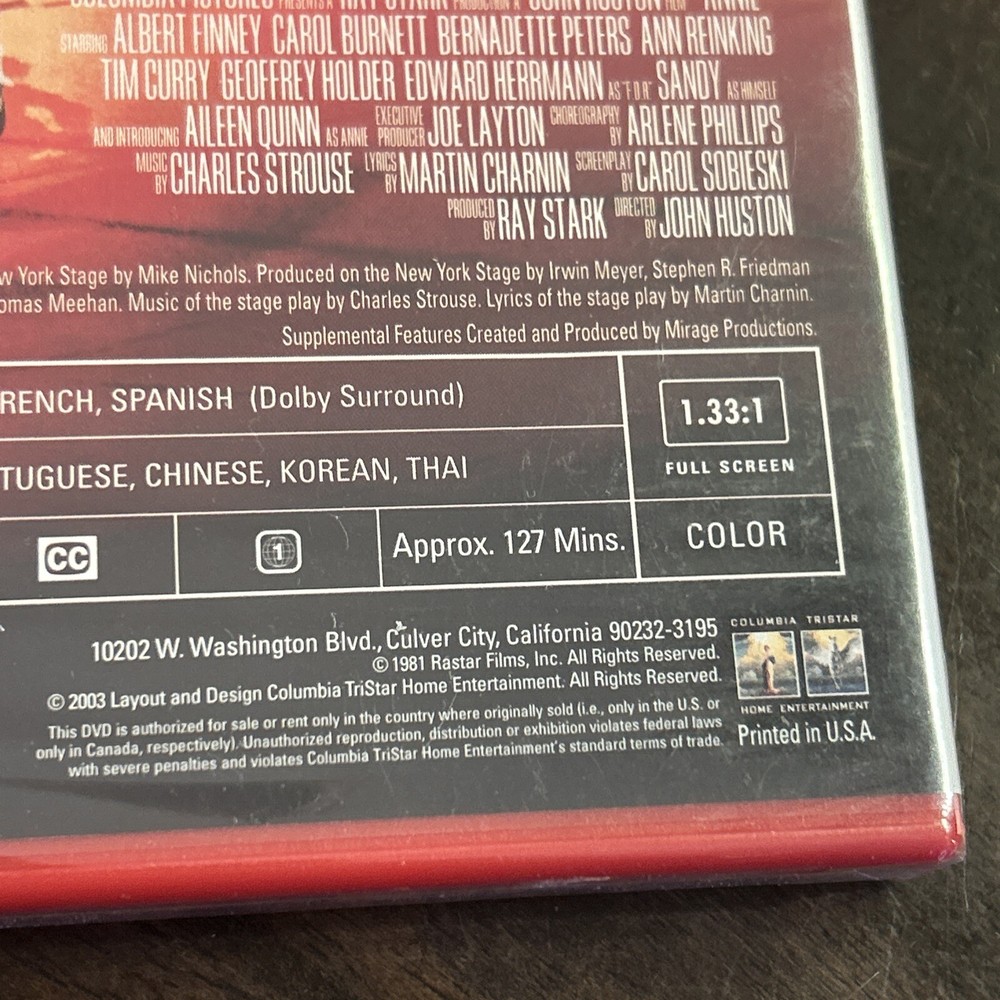 COLUMBIA PICTURES PRESENTS A RAY STARK PRODUCTION A JOHN HUSTON FILM ANNIE
STARRING ALBERT FINNEY CAROL BURNETT BERNADETTE PETERS ANN REINKING
TIM CURRY GEOFFREY HOLDER EDWARD HERRMANN AS "F.D.R." SANDY AS HIMSELF
AND INTRODUCING AILEEN QUINN AS ANNIE EXECUTIVE PRODUCER JOE LAYTON CHOREOGRAPHY BY ARLENE PHILLIPS
MUSIC BY CHARLES STROUSE LYRICS BY MARTIN CHARNIN SCREENPLAY BY CAROL SOBIESKI
PRODUCED BY RAY STARK DIRECTED BY JOHN HUSTON
w York Stage by Mike Nichols. Produced on the New York Stage by Irwin Meyer, Stephen R. Friedman
omas Meehan. Music of the stage play by Charles Strouse. Lyrics of the stage play by Martin Charnin.
Supplemental Features Created and Produced by Mirage Productions.
RENCH, SPANISH (Dolby Surround)
1.33:1
FULL SCREEN
TUGUESE, CHINESE, KOREAN, THAI
CC
1
Approx. 127 Mins.
COLOR
10202 W. Washington Blvd., Culver City, California 90232-3195
© 1981 Rastar Films, Inc. All Rights Reserved.
© 2003 Layout and Design Columbia TriStar Home Entertainment. All Rights Reserved.
This DVD is authorized for sale or rent only in the country where originally sold (i.e., only in the U.S. or
only in Canada, respectively). Unauthorized reproduction, distribution or exhibition violates federal laws
with severe penalties and violates Columbia TriStar Home Entertainment's standard terms of trade.
COLUMBIA TRISTAR
HOME ENTERTAINMENT
Printed in U.S.A.